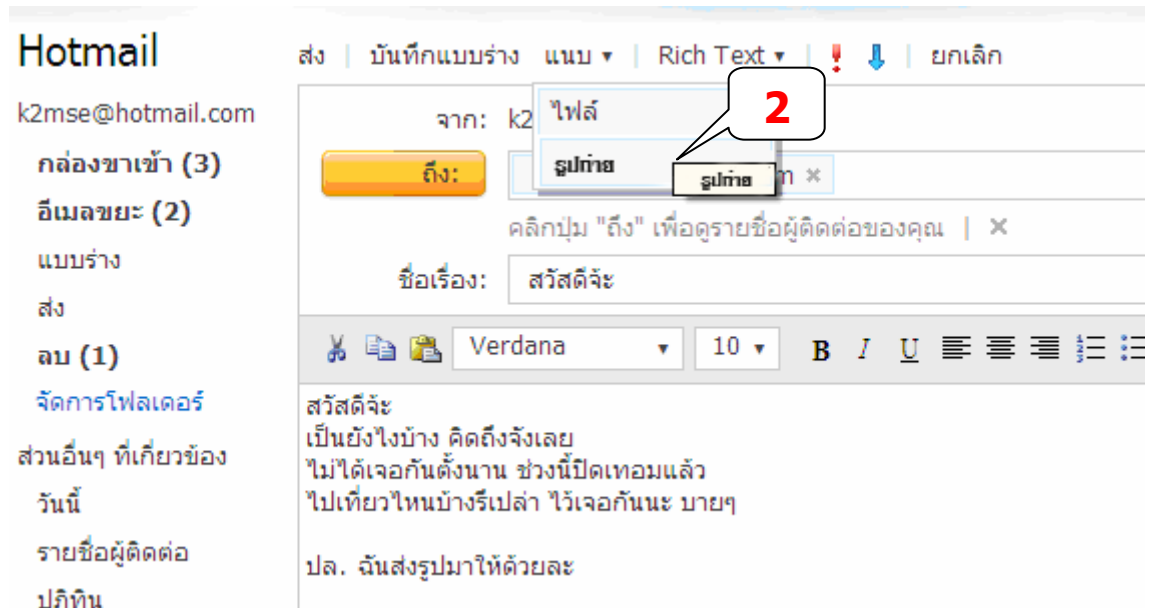 Hotmail
ส่ง | บันทึกแบบร่าง แนบ ▾ | Rich Text ▾ | | ยกเลิก
k2mse@hotmail.com
จาก: k2
ไฟล์
2
กล่องขาเข้า (3)
ถึง:
รูปถ่าย
รูปถ่าย
m ×
อีเมลขยะ (2)
คลิกปุ่ม "ถึง" เพื่อดูรายชื่อผู้ติดต่อของคุณ | ×
แบบร่าง
ชื่อเรื่อง: สวัสดีจ้ะ
ส่ง
ลบ (1)
Verdana ▾ 10 ▾ B I U
จัดการโฟลเดอร์
สวัสดีจ้ะ
เป็นยังไงบ้าง คิดถึงจังเลย
ส่วนอื่นๆ ที่เกี่ยวข้อง
ไม่ได้เจอกันตั้งนาน ช่วงนี้ปิดเทอมแล้ว
วันนี้
ไปเที่ยวไหนบ้างรึเปล่า ไว้เจอกันนะ บายๆ
รายชื่อผู้ติดต่อ
ปล. ฉันส่งรูปมาให้ด้วยละ
ปฏิทิน